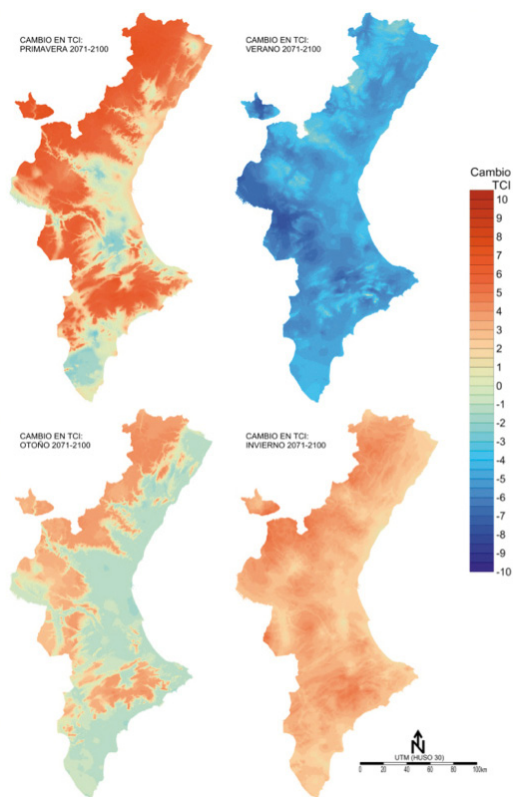 CAMBIO EN TCI:
PRIMAVERA 2071-2100
CAMBIO EN TCI:
VERANO 2071-2100
Cambio
TCI
10
9
8
7
6
5
4
3
2
1
0
-1
-2
-3
-4
-5
-6
-7
-8
-9
-10
CAMBIO EN TCI:
OTOÑO 2071-2100
CAMBIO EN TCI:
INVIERNO 2071-2100
N
UTM (HUSO 30)
0 20 40 60 80 100km